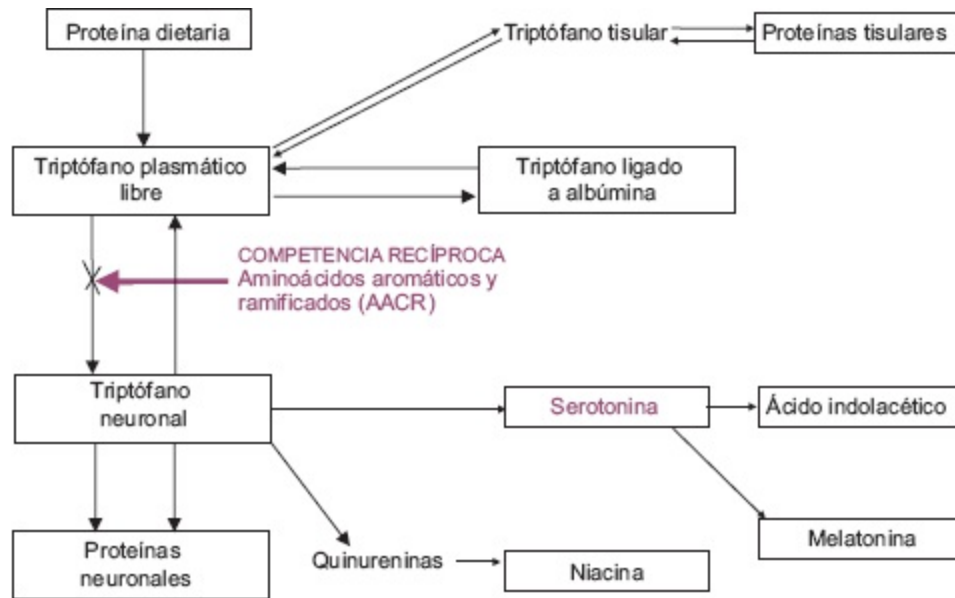 Proteína dietaria
Triptófano tisular
Proteínas tisulares
Triptófano plasmático
libre
Triptófano ligado
a albúmina
COMPETENCIA RECÍPROCA
Aminoácidos aromáticos y
ramificados (AACR)
Triptófano
neuronal
Serotonina
Ácido indolacético
Proteínas
neuronales
Quinureninas
Niacina
Melatonina